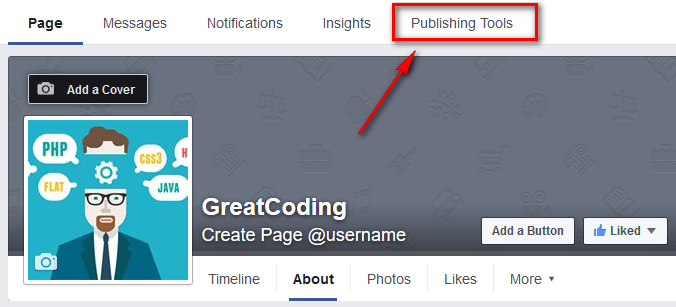 Page Messages Notifications Insights Publishing Tools
Add a Cover
PHP
CSS3
H
FLAT
JAVA
GreatCoding
Create Page @username
Add a Button Liked
Timeline About Photos Likes More